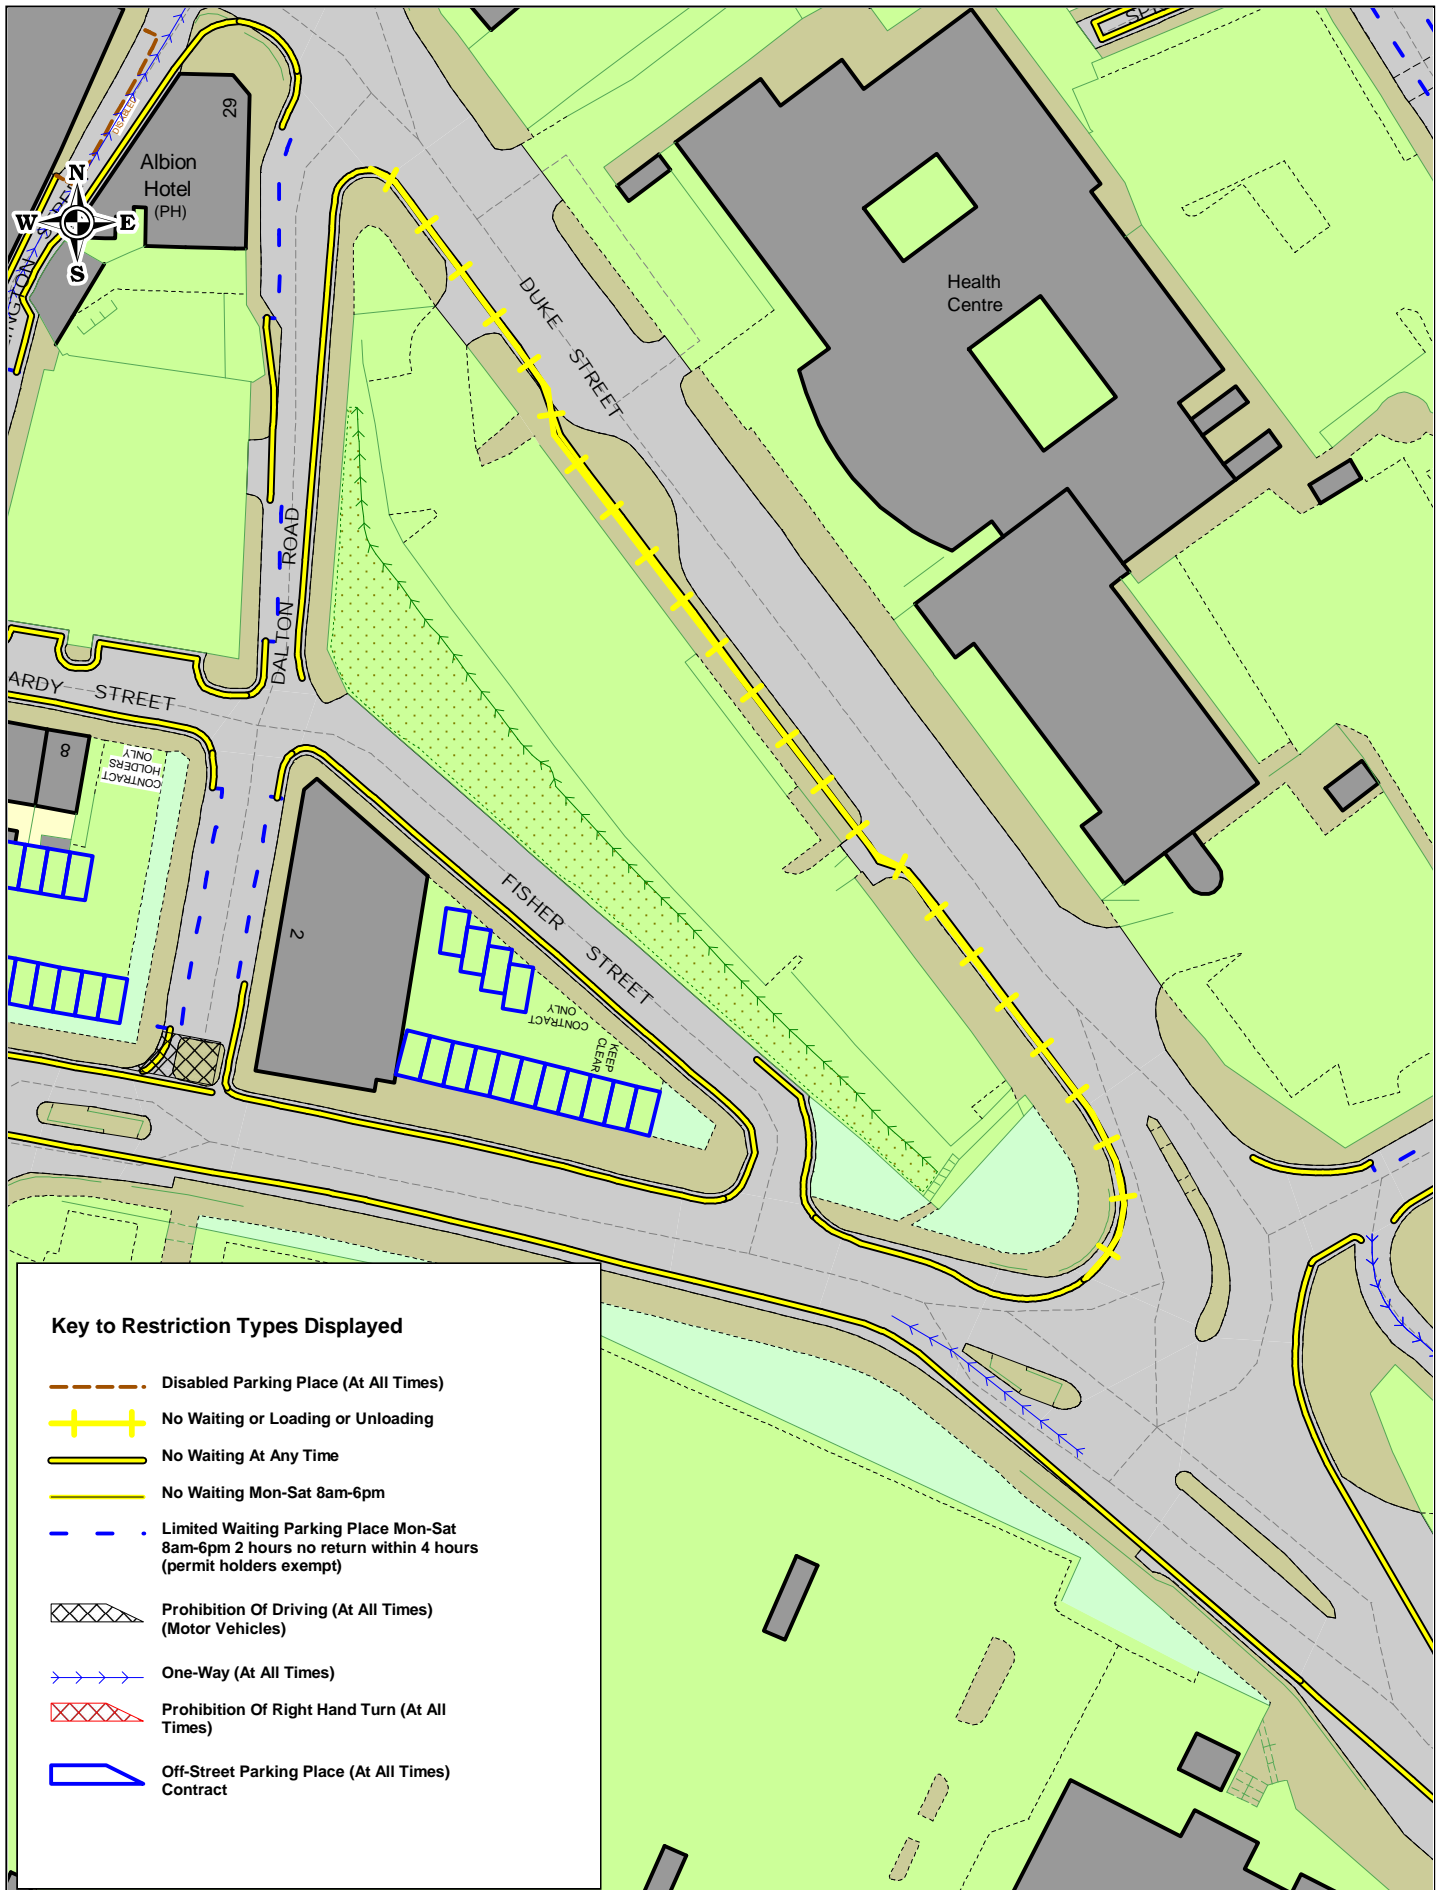 29
Albion
Hotel
(PH)
DISABLED
N
W
E
S
DUKE STREET
Health
Centre
DALTON ROAD
ARDY STREET
8
CONTRACT
HOLDERS
ONLY
2
FISHER STREET
CONTRACT
ONLY
KEEP
CLEAR
Key to Restriction Types Displayed
Disabled Parking Place (At All Times)
No Waiting or Loading or Unloading
No Waiting At Any Time
No Waiting Mon-Sat 8am-6pm
Limited Waiting Parking Place Mon-Sat
8am-6pm 2 hours no return within 4 hours
(permit holders exempt)
Prohibition Of Driving (At All Times)
(Motor Vehicles)
One-Way (At All Times)
Prohibition Of Right Hand Turn (At All
Times)
Off-Street Parking Place (At All Times)
Contract